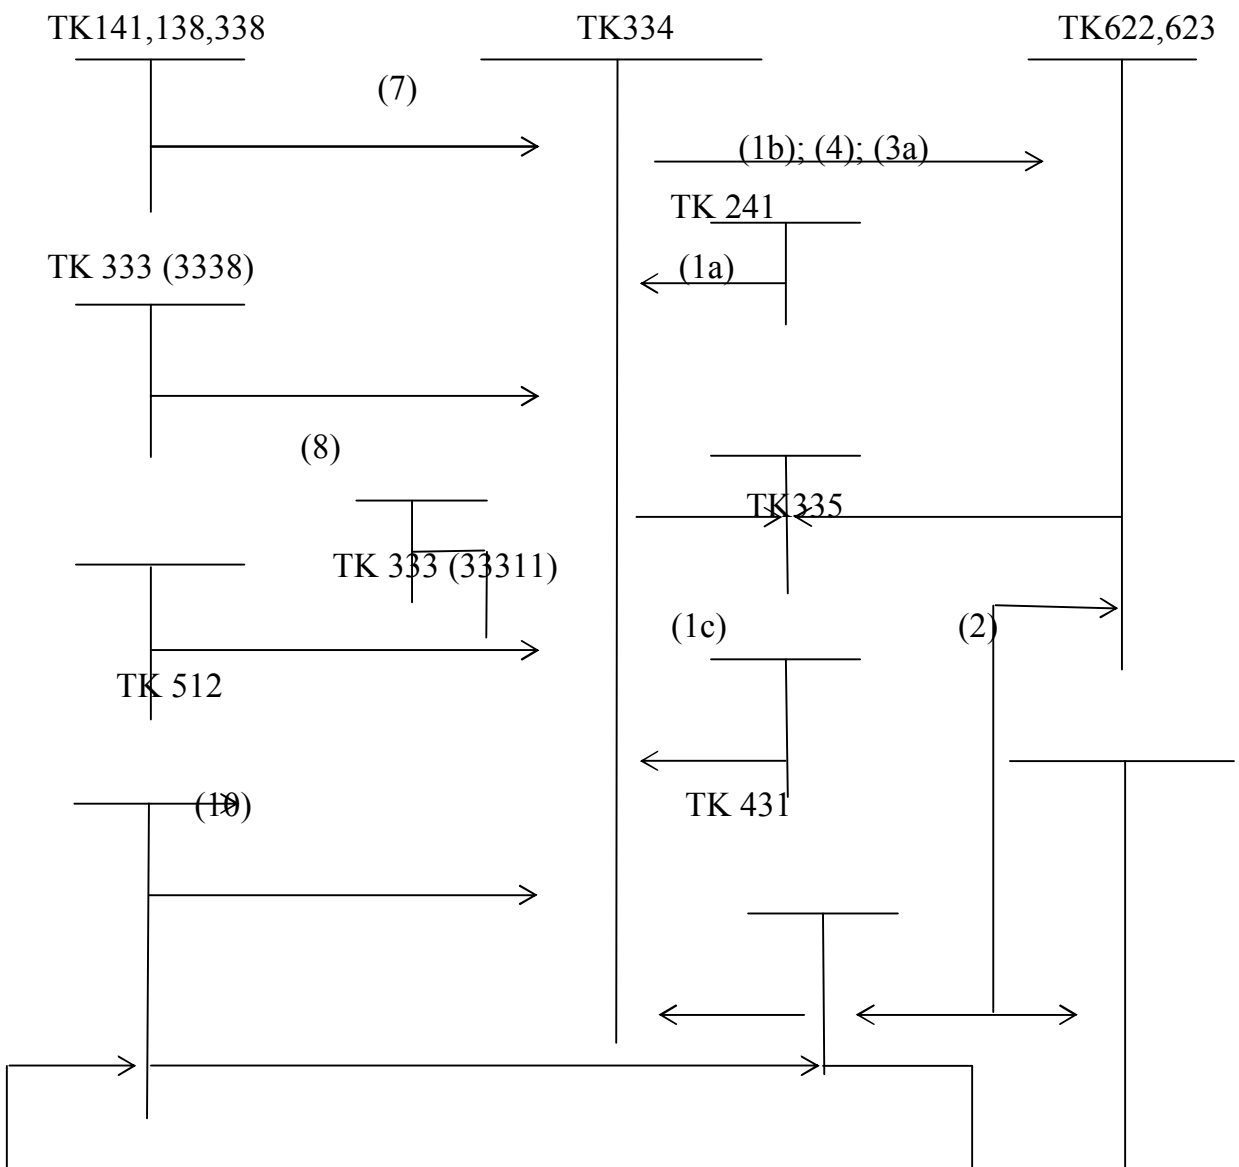 TK141,138,338 TK334 TK622,623
(7)
(1b); (4); (3a)
TK 241
TK 333 (3338) (1a)
(8)
TK335
TK 333 (33311)
(1c) (2)
TK 512
(10) TK 431